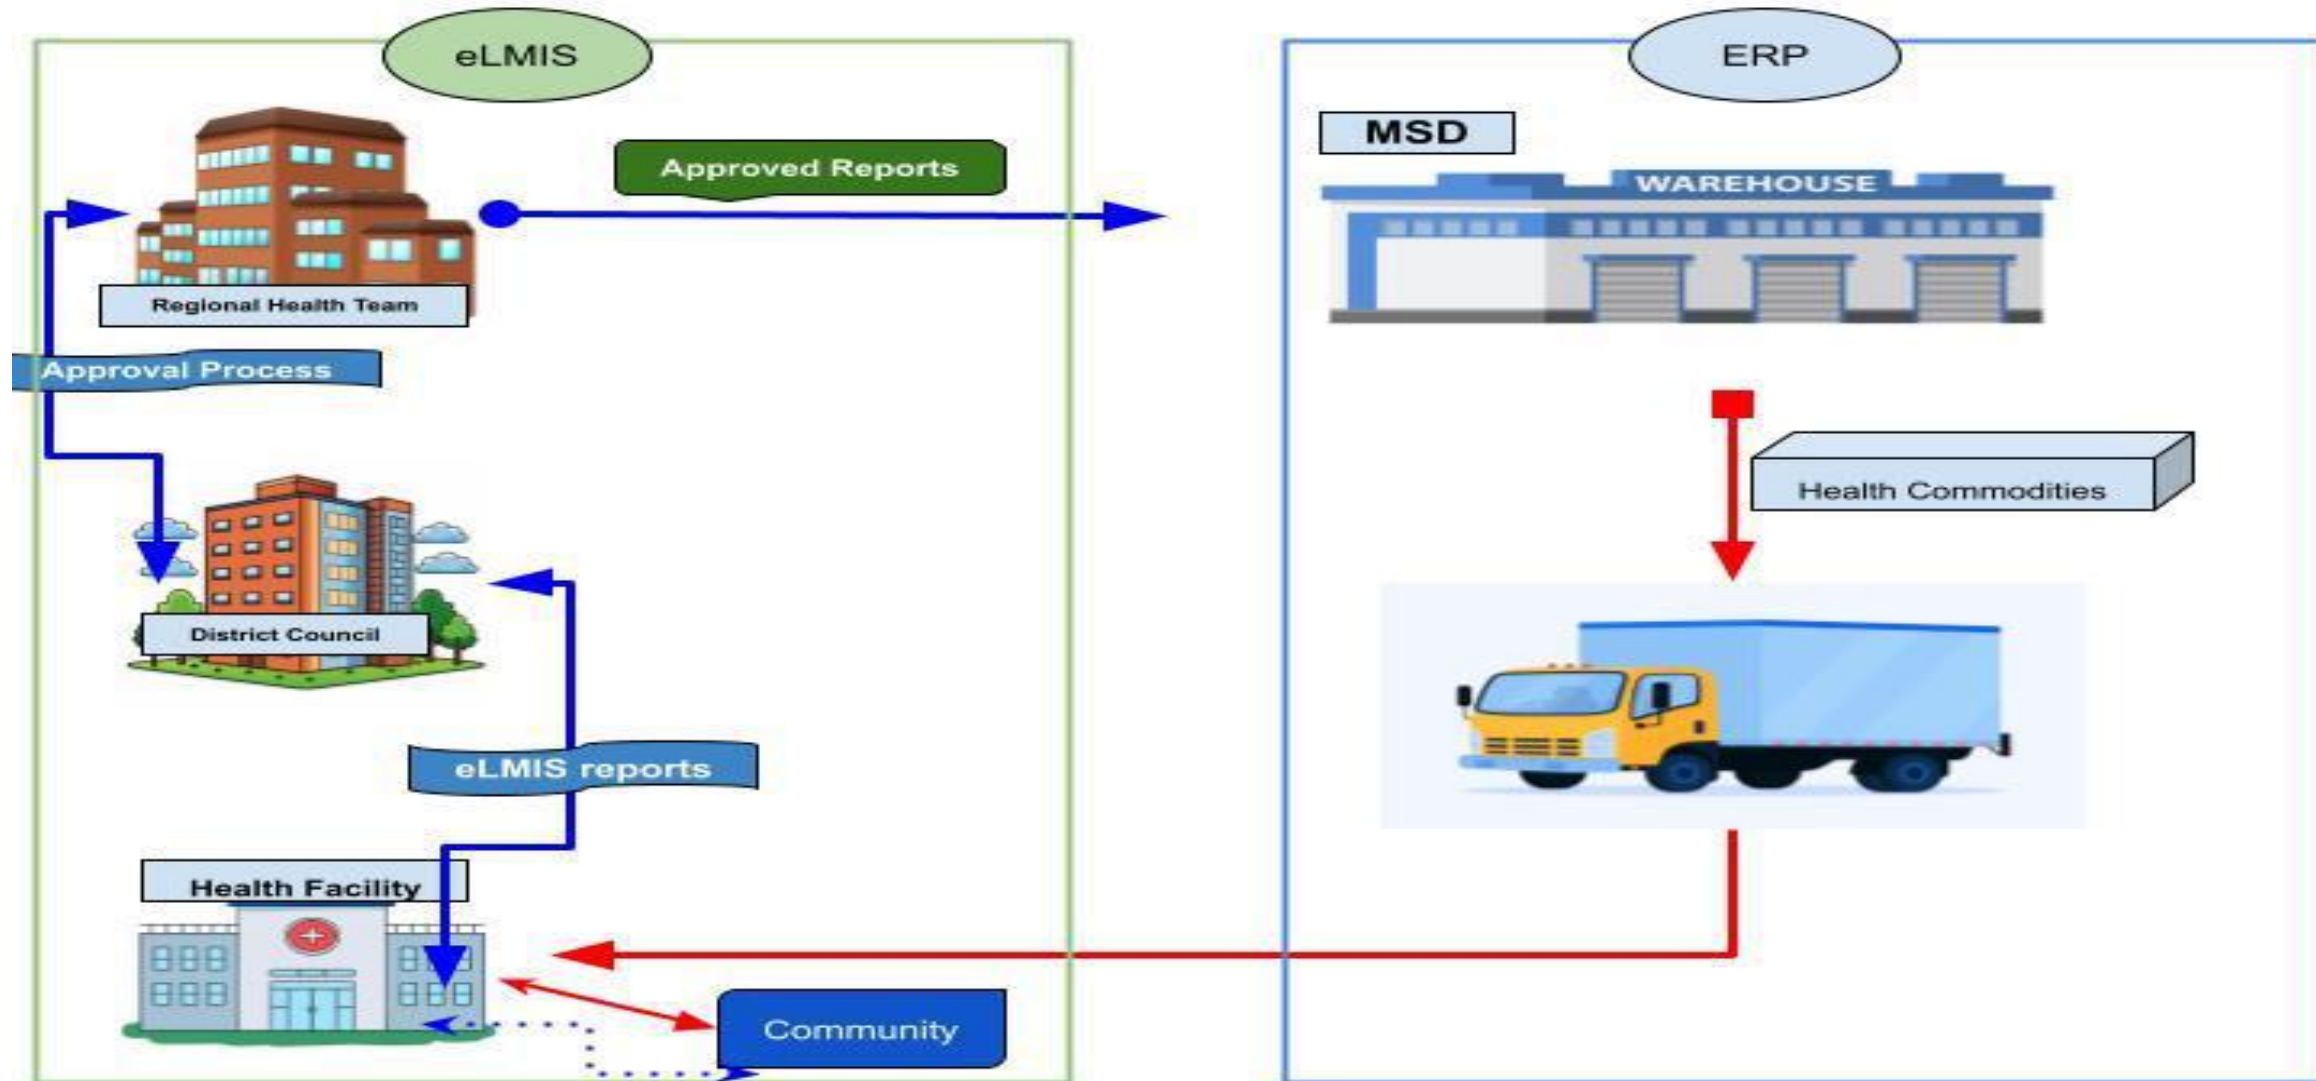 eLMIS
ERP
MSD
Approved Reports
WAREHOUSE
Regional Health Team
Approval Process
Health Commodities
District Council
eLMIS reports
Health Facility
Community